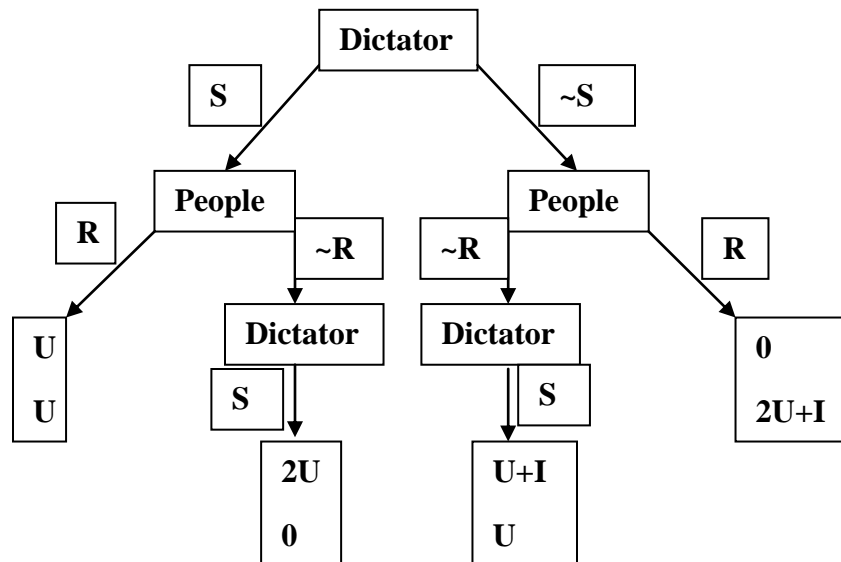 Dictator
S
~S
People
People
R
~R
~R
R
Dictator
Dictator
U
U
0
2U+I
S
S
2U
0
U+I
U